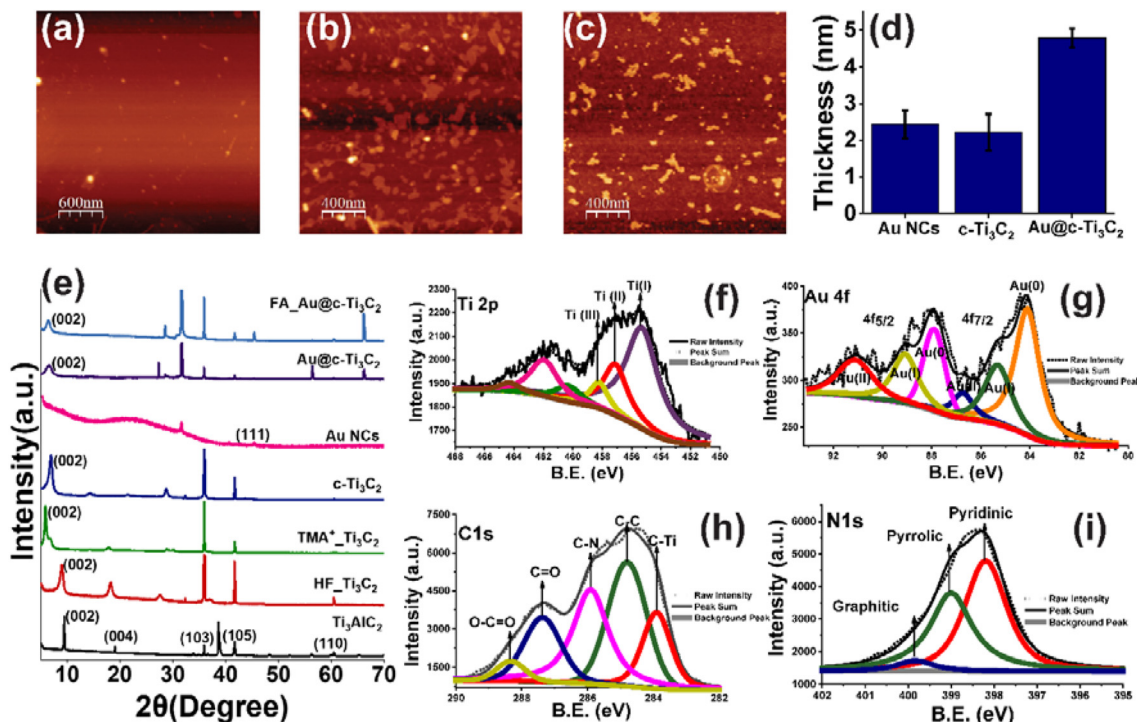 (a)
600nm
(b)
400nm
(c)
400nm
(d)
Thickness (nm)
5
4
3
2
1
0
Au NCs
c-Ti₃C₂
Au@c-Ti₃C₂
(e)
Intensity(a.u.)
(002)
FA_Au@c-Ti₃C₂
(002)
Au@c-Ti₃C₂
Au NCs
(111)
(002)
c-Ti₃C₂
(002)
TMA⁺_Ti₃C₂
(002)
HF_Ti₃C₂
(002)
Ti₃AlC₂
(004)
(103)
(105)
(110)
10 20 30 40 50 60 70
2θ(Degree)
Ti 2p
(f)
Ti (III)
Ti (II)
Ti(I)
Raw Intensity
Peak Sum
Background Peak
Intensity (a.u.)
2300
2200
2100
2000
1900
1800
1700
468 466 464 462 460 458 456 454 452 450
B.E. (eV)
Au 4f
(g)
Au(0)
4f₅/₂
4f₇/₂
Au(0)
Au(II)
Au(I)
Au(I)
Raw Intensity
Peak Sum
Background Peak
Intensity (a.u.)
400
350
300
250
92 90 88 86 84 82 80
B.E. (eV)
C1s
(h)
C-C
C-Ti
C-N
C=O
O-C=O
Raw Intensity
Peak Sum
Background Peak
Intensity (a.u.)
7500
6000
4500
3000
1500
290 288 286 284 282
B.E. (eV)
N1s
(i)
Pyridinic
Pyrrolic
Graphitic
Raw Intensity
Peak Sum
Background Peak
Intensity (a.u.)
6000
5000
4000
3000
2000
1000
402 401 400 399 398 397 396 395
B.E. (eV)